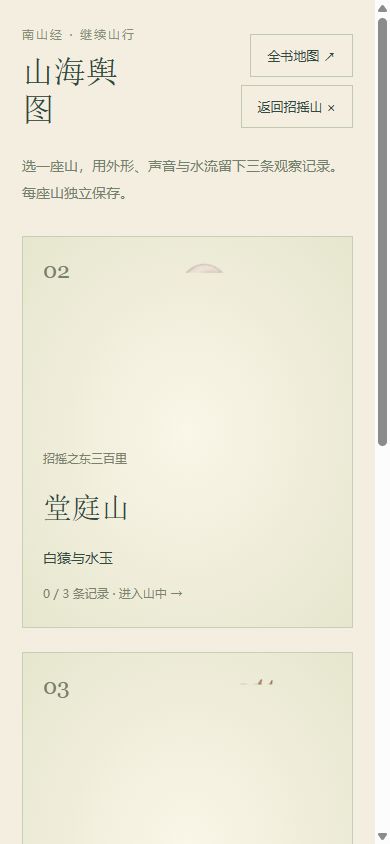 南山经 · 继续山行
山海舆
图
全书地图 ↗
返回招摇山 ×
选一座山，用外形、声音与水流留下三条观察记录。
每座山独立保存。
02
招摇之东三百里
堂庭山
白猿与水玉
0 / 3 条记录 · 进入山中 →
03